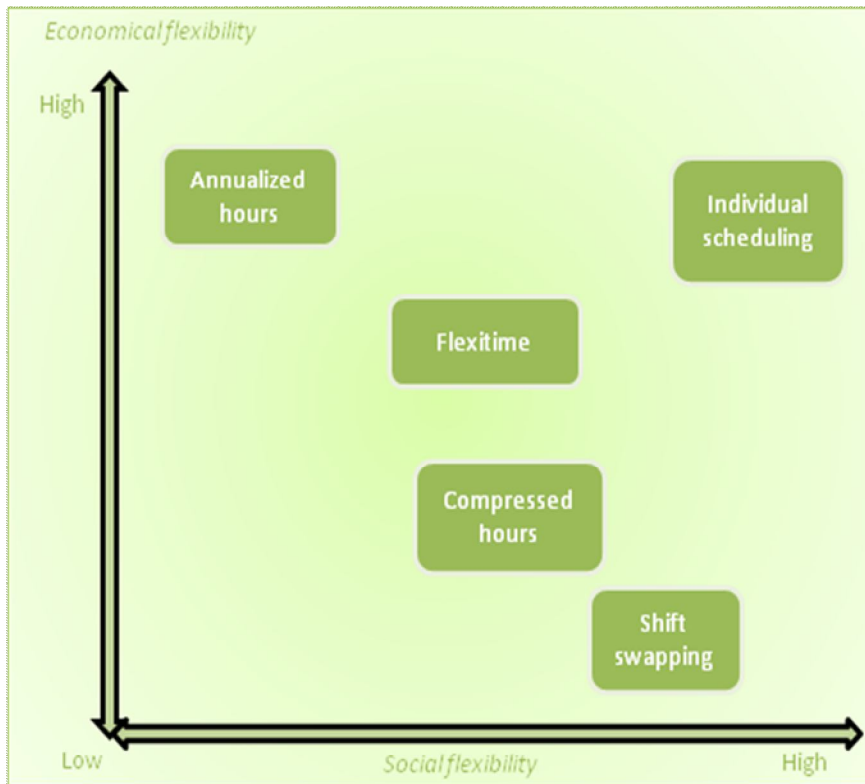 Economical flexibility
High
Annualized
hours
Individual
scheduling
Flexitime
Compressed
hours
Shift
swapping
Low
Social flexibility
High